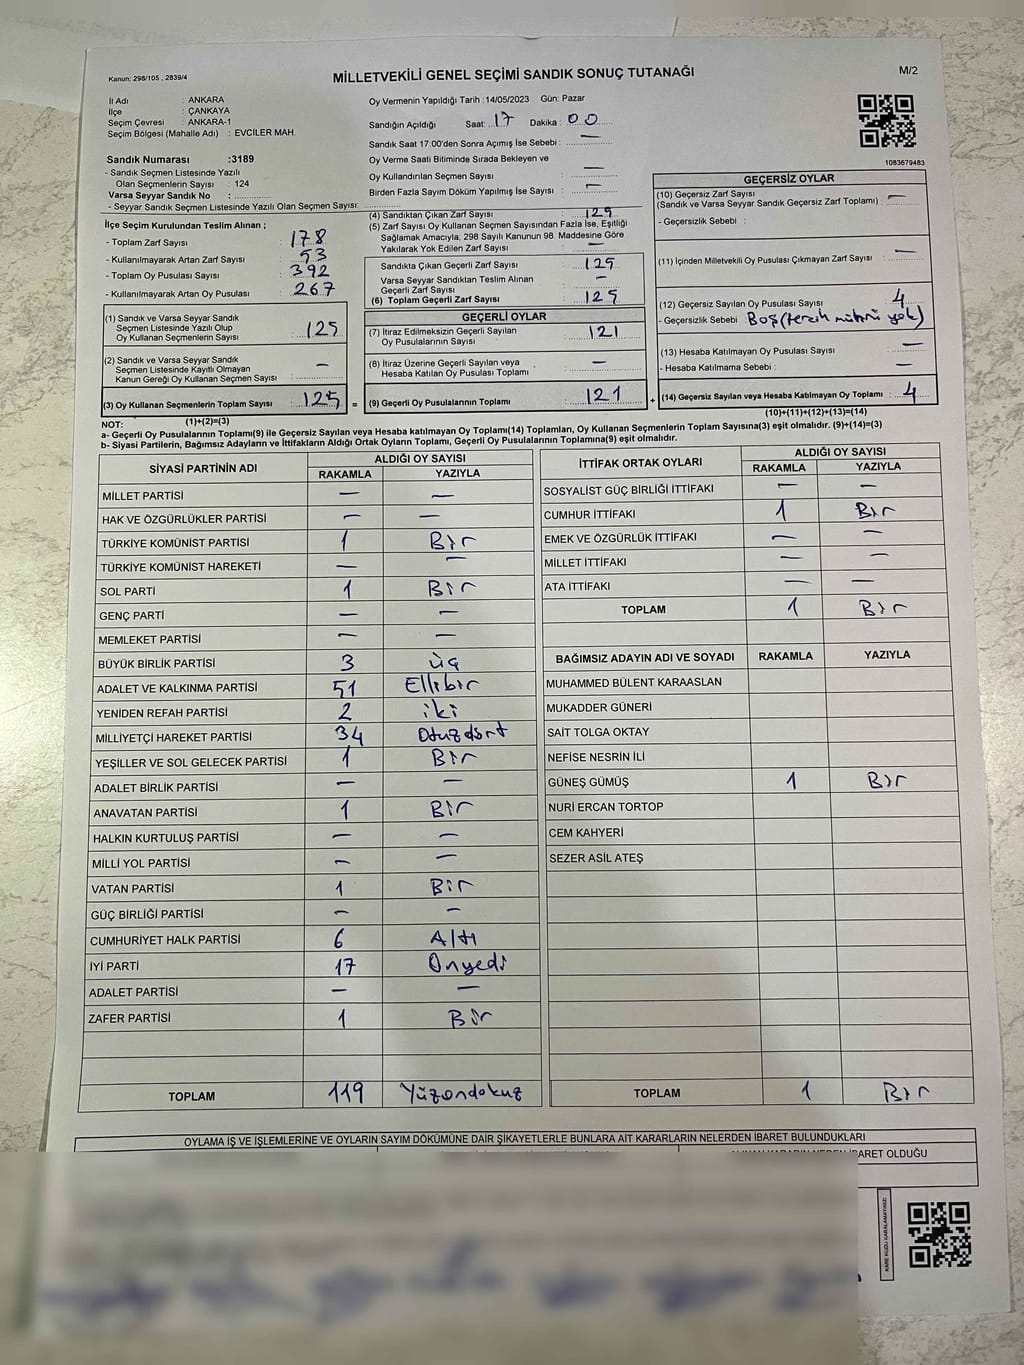 Kanun: 298/105 , 2839/4
MİLLETVEKİLİ GENEL SEÇİMİ SANDIK SONUÇ TUTANAĞI
M/2
İl Adı : ANKARA
İlçe : ÇANKAYA
Seçim Çevresi : ANKARA-1
Seçim Bölgesi (Mahalle Adı) : EVCİLER MAH.
Sandık Numarası :3189
- Sandık Seçmen Listesinde Yazılı
Olan Seçmenlerin Sayısı : 124
Varsa Seyyar Sandık No :
- Seyyar Sandık Seçmen Listesinde Yazılı Olan Seçmen Sayısı:
Oy Vermenin Yapıldığı Tarih :14/05/2023 Gün: Pazar
Sandığın Açıldığı Saat: 17 Dakika : 00
Sandık Saat 17:00'den Sonra Açımış İse Sebebi : —
Oy Verme Saati Bitiminde Sırada Bekleyen ve
Oy Kullandırılan Seçmen Sayısı : —
Birden Fazla Sayım Döküm Yapılmış İse Sayısı : —
1083679483
İlçe Seçim Kurulundan Teslim Alınan ;
- Toplam Zarf Sayısı : 178
- Kullanılmayarak Artan Zarf Sayısı : 53
- Toplam Oy Pusulası Sayısı : 392
- Kullanılmayarak Artan Oy Pusulası : 267
(1) Sandık ve Varsa Seyyar Sandık
Seçmen Listesinde Yazılı Olup
Oy Kullanan Seçmenlerin Sayısı : 125
(2) Sandık ve Varsa Seyyar Sandık
Seçmen Listesinde Kayıtlı Olmayan
Kanun Gereği Oy Kullanan Seçmen Sayısı —
(3) Oy Kullanan Seçmenlerin Toplam Sayısı : 125 =
(4) Sandıktan Çıkan Zarf Sayısı : 125
(5) Zarf Sayısı Oy Kullanan Seçmen Sayısından Fazla İse, Eşitliği
Sağlamak Amacıyla, 298 Sayılı Kanunun 98. Maddesine Göre
Yakılarak Yok Edilen Zarf Sayısı : —
Sandıkta Çıkan Geçerli Zarf Sayısı : 125
Varsa Seyyar Sandıktan Teslim Alınan
Geçerli Zarf Sayısı : —
(6) Toplam Geçerli Zarf Sayısı : 125
GEÇERLİ OYLAR
(7) İtiraz Edilmeksizin Geçerli Sayılan
Oy Pusulalarının Sayısı : 121
(8) İtiraz Üzerine Geçerli Sayılan veya
Hesaba Katılan Oy Pusulası Toplamı : —
(9) Geçerli Oy Pusulalarının Toplamı : 121 +
GEÇERSİZ OYLAR
(10) Geçersiz Zarf Sayısı
(Sandık ve Varsa Seyyar Sandık Geçersiz Zarf Toplamı) : —
- Geçersizlik Sebebi :
(11) İçinden Milletvekili Oy Pusulası Çıkmayan Zarf Sayısı : —
(12) Geçersiz Sayılan Oy Pusulası Sayısı : 4
- Geçersizlik Sebebi : Boş (tercih mührü yok)
(13) Hesaba Katılmayan Oy Pusulası Sayısı : —
- Hesaba Katılmama Sebebi : —
(14) Geçersiz Sayılan veya Hesaba Katılmayan Oy Toplamı : 4
NOT: (1)+(2)=(3) (10)+(11)+(12)+(13)=(14)
a- Geçerli Oy Pusulalarının Toplamı(9) ile Geçersiz Sayılan veya Hesaba katılmayan Oy Toplamı(14) Toplamları, Oy Kullanan Seçmenlerin Toplam Sayısına(3) eşit olmalıdır. (9)+(14)=(3)
b- Siyasi Partilerin, Bağımsız Adayların ve İttifakların Aldığı Ortak Oyların Toplamı, Geçerli Oy Pusulalarının Toplamına(9) eşit olmalıdır.
SİYASİ PARTİNİN ADI ALDIĞI OY SAYISI
RAKAMLA YAZIYLA
MİLLET PARTİSİ — —
HAK VE ÖZGÜRLÜKLER PARTİSİ — —
TÜRKİYE KOMÜNİST PARTİSİ 1 Bir
TÜRKİYE KOMÜNİST HAREKETİ — —
SOL PARTİ 1 Bir
GENÇ PARTİ — —
MEMLEKET PARTİSİ — —
BÜYÜK BİRLİK PARTİSİ 3 üç
ADALET VE KALKINMA PARTİSİ 51 Ellibir
YENİDEN REFAH PARTİSİ 2 iki
MİLLİYETÇİ HAREKET PARTİSİ 34 Otuzdört
YEŞİLLER VE SOL GELECEK PARTİSİ 1 Bir
ADALET BİRLİK PARTİSİ — —
ANAVATAN PARTİSİ 1 Bir
HALKIN KURTULUŞ PARTİSİ — —
MİLLİ YOL PARTİSİ — —
VATAN PARTİSİ 1 Bir
GÜÇ BİRLİĞİ PARTİSİ — —
CUMHURİYET HALK PARTİSİ 6 Altı
İYİ PARTİ 17 Onyedi
ADALET PARTİSİ — —
ZAFER PARTİSİ 1 Bir
TOPLAM 119 Yüzondokuz
İTTİFAK ORTAK OYLARI ALDIĞI OY SAYISI
RAKAMLA YAZIYLA
SOSYALİST GÜÇ BİRLİĞİ İTTİFAKI — —
CUMHUR İTTİFAKI 1 Bir
EMEK VE ÖZGÜRLÜK İTTİFAKI — —
MİLLET İTTİFAKI — —
ATA İTTİFAKI — —
TOPLAM 1 Bir
BAĞIMSIZ ADAYIN ADI VE SOYADI RAKAMLA YAZIYLA
MUHAMMED BÜLENT KARAASLAN
MUKADDER GÜNERİ
SAİT TOLGA OKTAY
NEFİSE NESRİN İLİ
GÜNEŞ GÜMÜŞ 1 Bir
NURİ ERCAN TORTOP
CEM KAHYERİ
SEZER ASİL ATEŞ
TOPLAM 1 Bir
OYLAMA İŞ VE İŞLEMLERİNE VE OYLARIN SAYIM DÖKÜMÜNE DAİR ŞİKAYETLERLE BUNLARA AİT KARARLARIN NELERDEN İBARET BULUNDUKLARI
OLDUĞU
KARE KODU KARALAMAYINIZ!